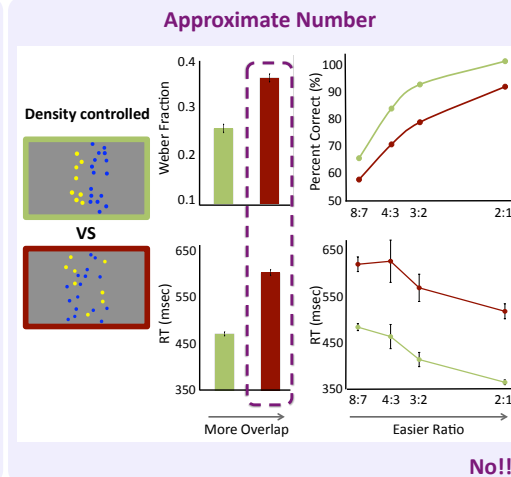 Approximate Number
Density controlled
VS
Weber Fraction
0.4
0.3
0.2
0.1
Percent Correct (%)
100
90
80
70
60
50
8:7
4:3
3:2
2:1
RT (msec)
650
550
450
350
More Overlap
RT (msec)
650
550
450
350
8:7
4:3
3:2
2:1
Easier Ratio
No!!